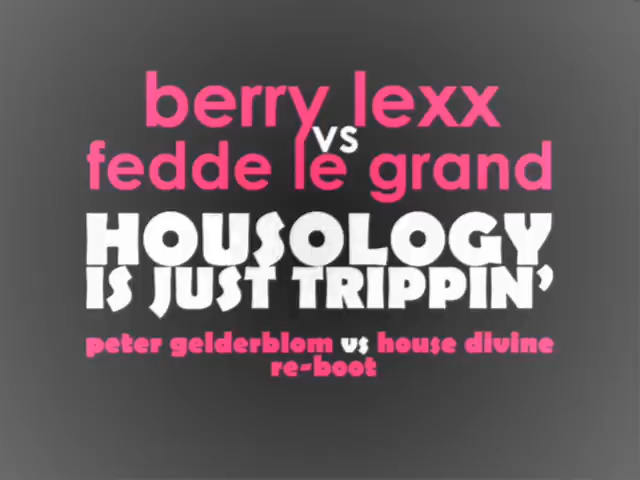 berry lexx
vs
fedde le grand
HOUSOLOGY
IS JUST TRIPPIN'
peter gelderblom vs house divine
re-boot